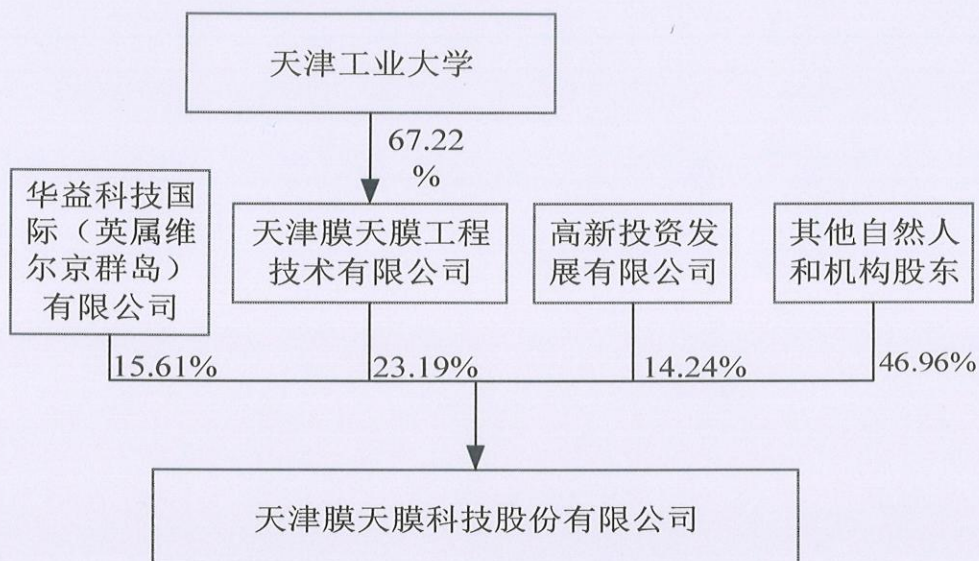 天津工业大学
67.22
%
华益科技国
际（英属维
尔京群岛）
有限公司
天津膜天膜工程
技术有限公司
高新投资发
展有限公司
其他自然人
和机构股东
15.61%
23.19%
14.24%
46.96%
天津膜天膜科技股份有限公司